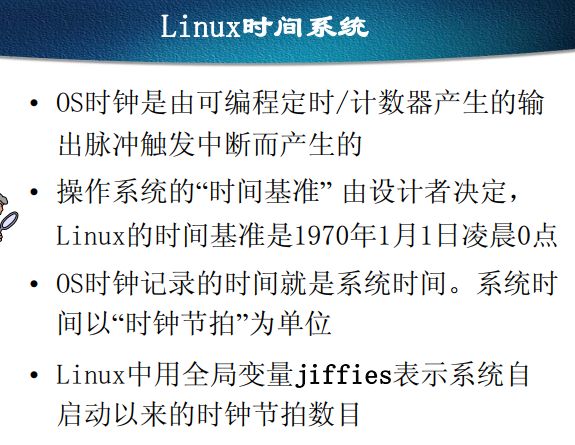 Linux时间系统
• OS时钟是由可编程定时/计数器产生的输
出脉冲触发中断而产生的
• 操作系统的“时间基准” 由设计者决定，
Linux的时间基准是1970年1月1日凌晨0点
• OS时钟记录的时间就是系统时间。系统时
间以“时钟节拍”为单位
• Linux中用全局变量jiffies表示系统自
启动以来的时钟节拍数目